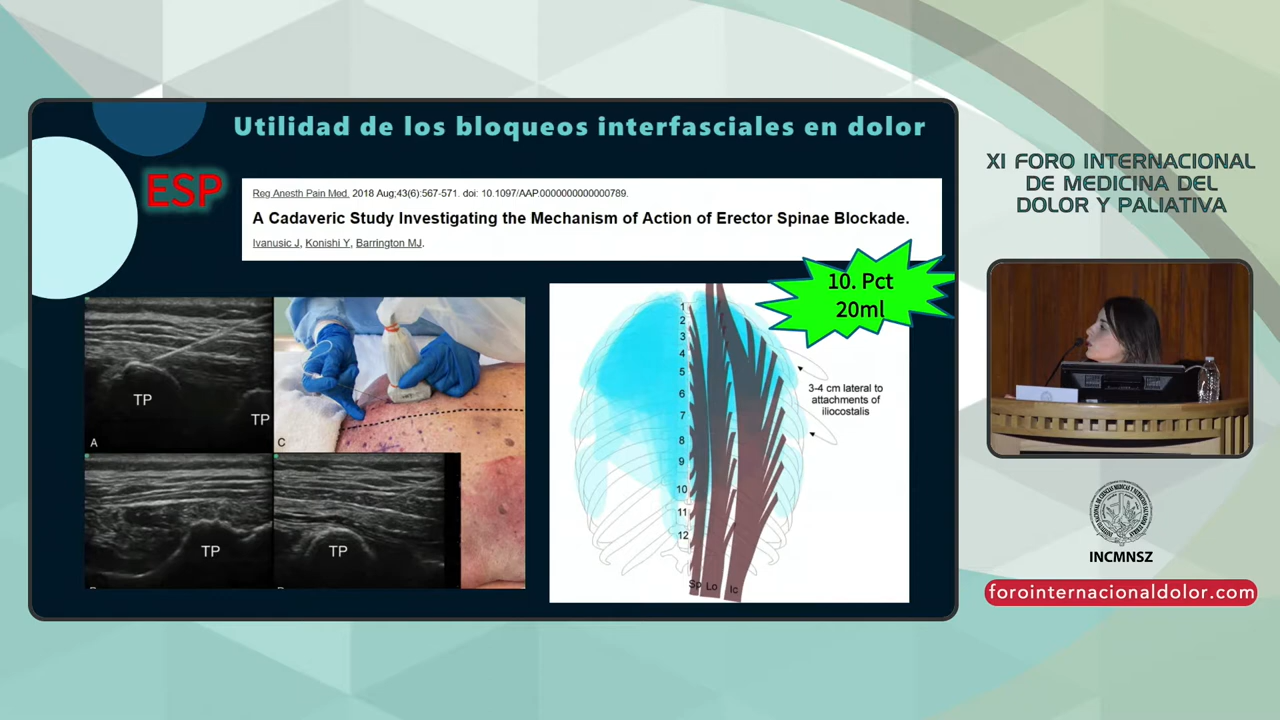 Utilidad de los bloqueos interfasciales en dolor
ESP
Reg Anesth Pain Med. 2018 Aug;43(6):567-571. doi: 10.1097/AAP.0000000000000789.
A Cadaveric Study Investigating the Mechanism of Action of Erector Spinae Blockade.
Ivanusic J, Konishi Y, Barrington MJ.
10. Pct
20ml
TP
TP
A
C
TP
TP
1
2
3
4
5
6
7
8
9
10
11
12
3-4 cm lateral to
attachments of
iliocostalis
Sp Lo Ic
XI FORO INTERNACIONAL
DE MEDICINA DEL
DOLOR Y PALIATIVA
INCMNSZ
forointernacionaldolor.com